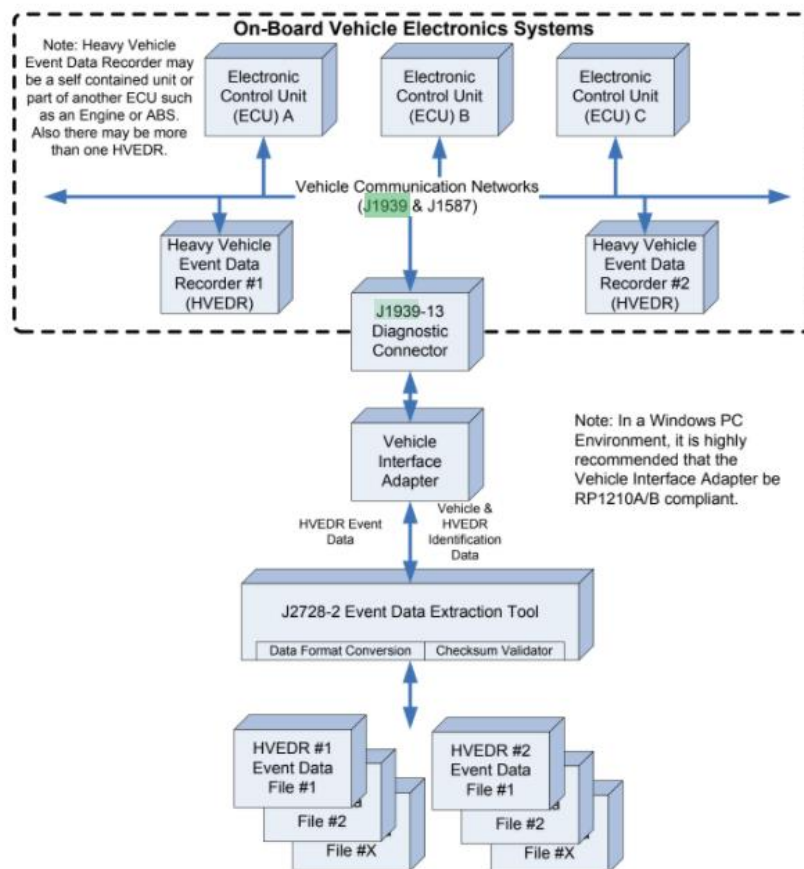 On-Board Vehicle Electronics Systems
Note: Heavy Vehicle
Event Data Recorder may
be a self contained unit or
part of another ECU such
as an Engine or ABS.
Also there may be more
than one HVEDR.
Electronic
Control Unit
(ECU) A
Electronic
Control Unit
(ECU) B
Electronic
Control Unit
(ECU) C
Vehicle Communication Networks
(J1939 & J1587)
Heavy Vehicle
Event Data
Recorder #1
(HVEDR)
Heavy Vehicle
Event Data
Recorder #2
(HVEDR)
J1939-13
Diagnostic
Connector
Vehicle
Interface
Adapter
Note: In a Windows PC
Environment, it is highly
recommended that the
Vehicle Interface Adapter be
RP1210A/B compliant.
HVEDR Event
Data
Vehicle &
HVEDR
Identification
Data
J2728-2 Event Data Extraction Tool
Data Format Conversion
Checksum Validator
HVEDR #1
Event Data
File #1
File #2
File #X
HVEDR #2
Event Data
File #1
File #2
File #X